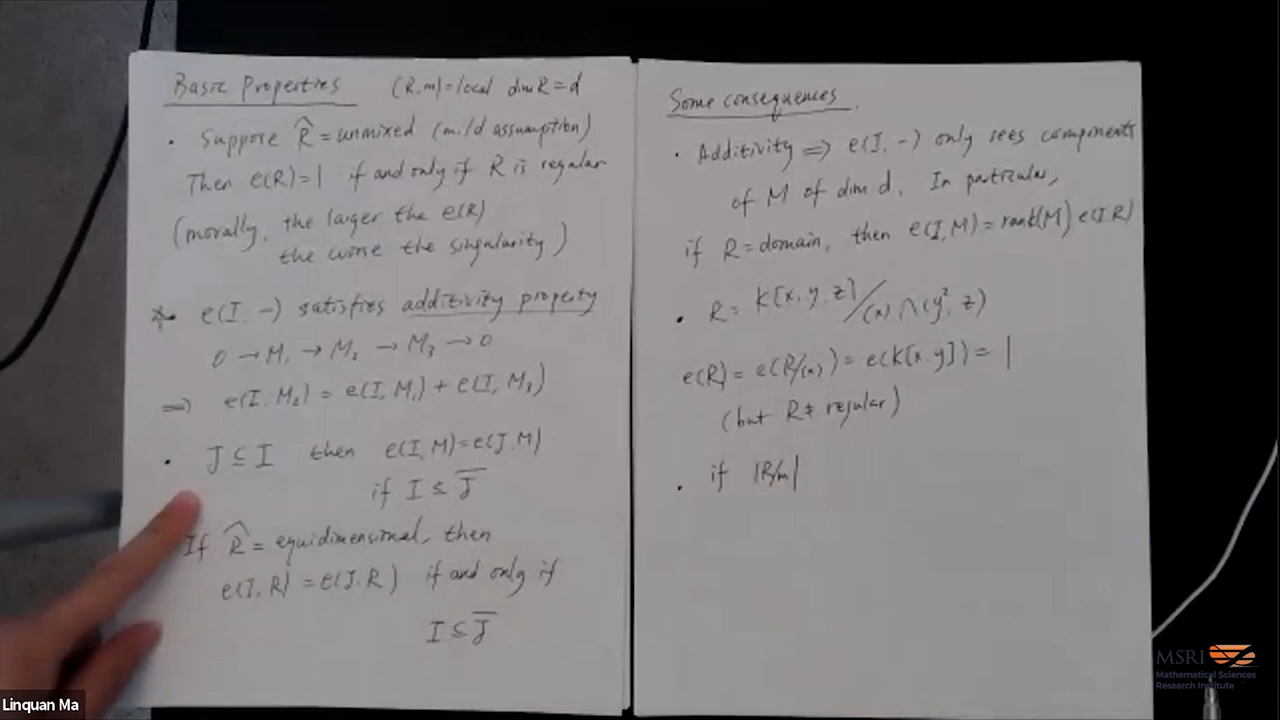 Basic Properties (R,m)=local dim R=d
• Suppose R̂ = unmixed (mild assumption)
Then e(R)=1 if and only if R is regular
(morally, the larger the e(R)
the worse the singularity)
* e(I,-) satisfies additivity property
0 → M₁ → M₂ → M₃ → 0
⟹ e(I,M₂) = e(I,M₁) + e(I,M₃)
• J ⊆ I then e(I,M)=e(J,M)
if I ⊆ J̅
If R̂ = equidimensional, then
e(I,R) = e(J,R) if and only if
I ⊆ J̅
Some consequences.
• Additivity ⟹ e(I,-) only sees components
of M of dim d. In particular,
if R=domain, then e(I,M)=rank(M) e(I,R)
• R = K[x,y,z]/(x)∩(y²,z)
e(R) = e(R/(x)) = e(K[x,y]) = 1
(but R ≠ regular)
• if |R/m|
Linquan Ma
MSRI
Mathematical Sciences
Research Institute